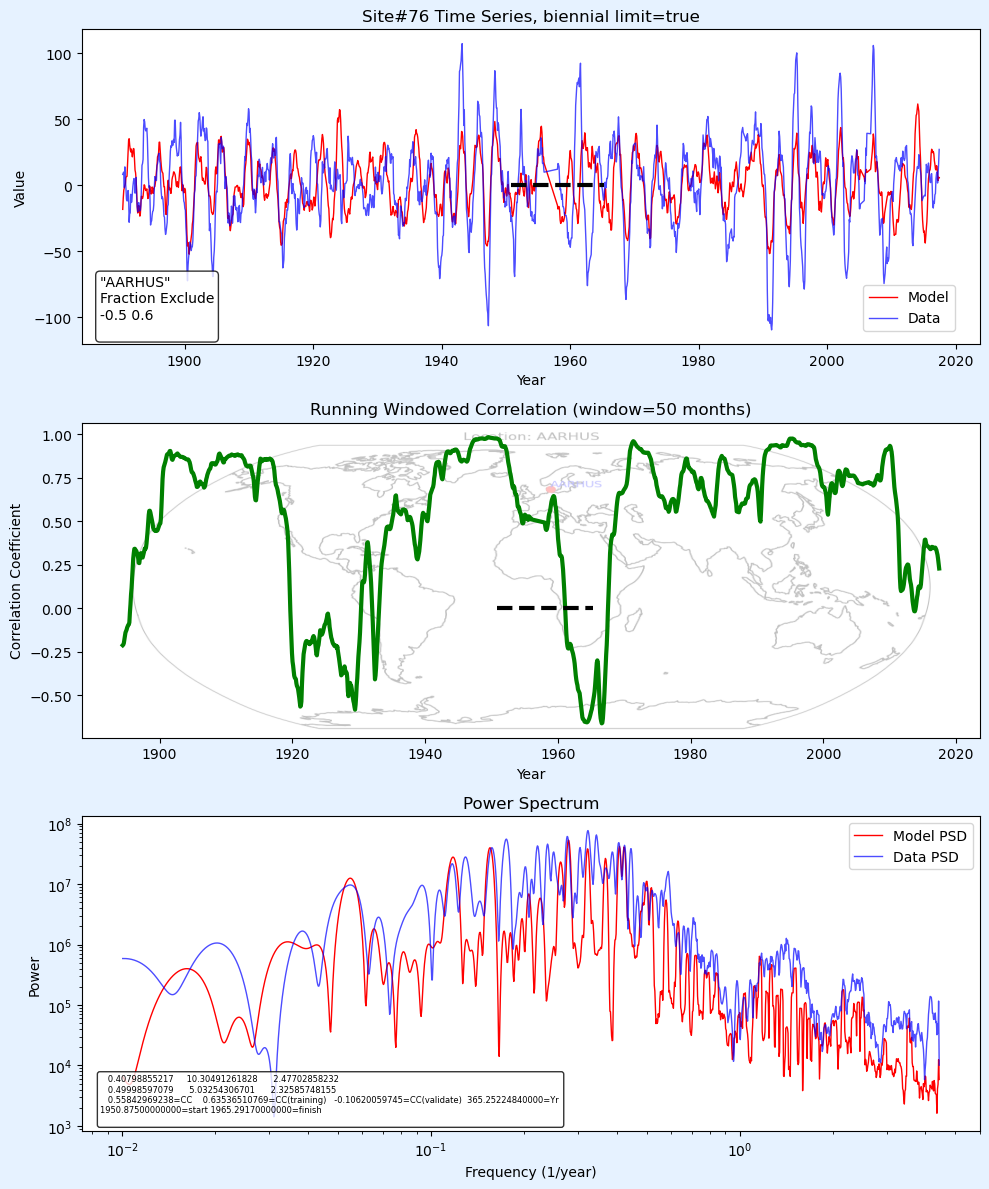 Site#76 Time Series, biennial limit=true
100
50
0
−50
−100
Value
"AARHUS"
Fraction Exclude
-0.5 0.6
Model
Data
1900
1920
1940
1960
1980
2000
2020
Year
Running Windowed Correlation (window=50 months)
Location: AARHUS
AARHUS
1.00
0.75
0.50
0.25
0.00
−0.25
−0.50
Correlation Coefficient
1900
1920
1940
1960
1980
2000
2020
Year
Power Spectrum
10^8
10^7
10^6
10^5
10^4
10^3
Power
Model PSD
Data PSD
0.40798855217 10.30491261828 2.47702858232
0.49998597079 5.03254306701 2.32585748155
0.55842969238=CC 0.63536510769=CC(training) -0.10620059745=CC(validate) 365.25224840000=Yr
1950.87500000000=start 1965.29170000000=finish
10^−2
10^−1
10^0
Frequency (1/year)